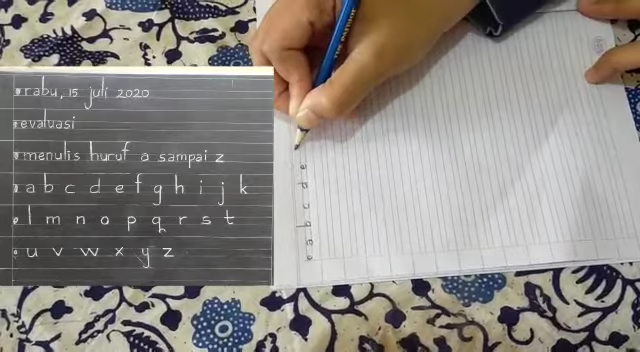 rabu, 15 juli 2020
evaluasi
menulis huruf a sampai z
a b c d e f g h i j k
l m n o p q r s t
u v w x y z
a b c d e